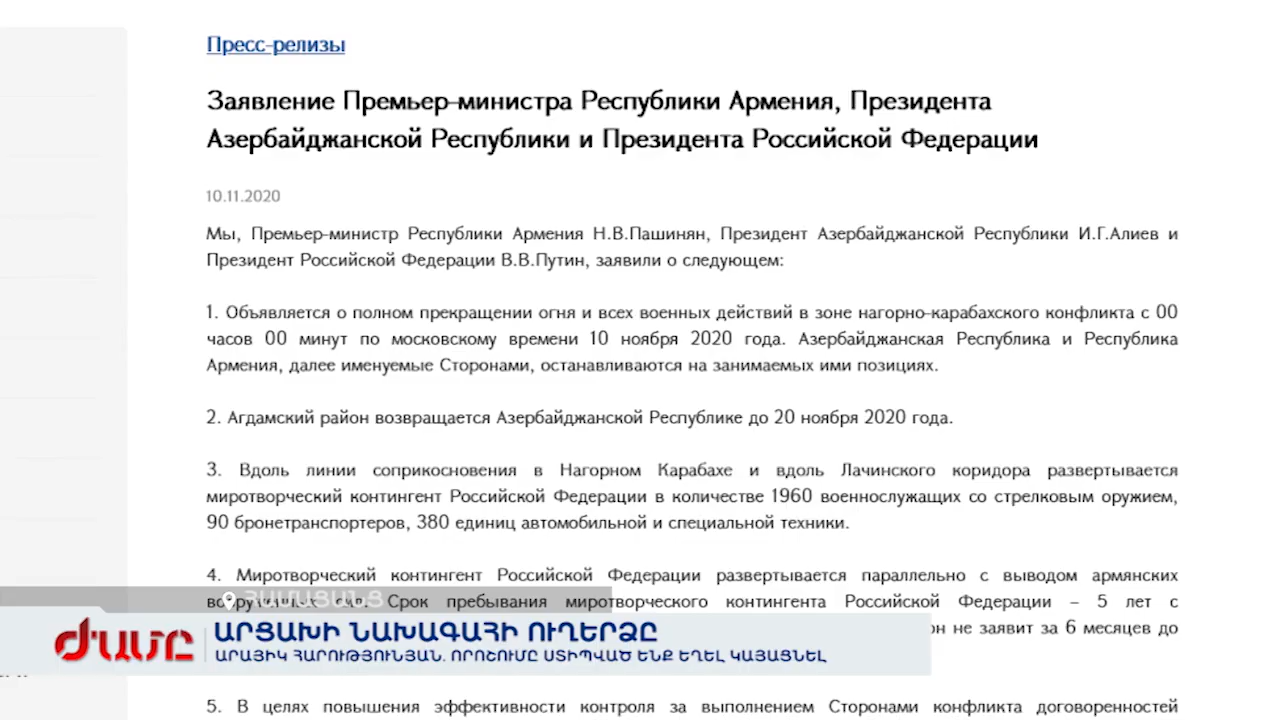 Пресс-релизы
Заявление Премьер-министра Республики Армения, Президента
Азербайджанской Республики и Президента Российской Федерации
10.11.2020
Мы, Премьер-министр Республики Армения Н.В.Пашинян, Президент Азербайджанской Республики И.Г.Алиев и
Президент Российской Федерации В.В.Путин, заявили о следующем:
1. Объявляется о полном прекращении огня и всех военных действий в зоне нагорно-карабахского конфликта с 00
часов 00 минут по московскому времени 10 ноября 2020 года. Азербайджанская Республика и Республика
Армения, далее именуемые Сторонами, останавливаются на занимаемых ими позициях.
2. Агдамский район возвращается Азербайджанской Республике до 20 ноября 2020 года.
3. Вдоль линии соприкосновения в Нагорном Карабахе и вдоль Лачинского коридора развертывается
миротворческий контингент Российской Федерации в количестве 1960 военнослужащих со стрелковым оружием,
90 бронетранспортеров, 380 единиц автомобильной и специальной техники.
4. Миротворческий контингент Российской Федерации развертывается параллельно с выводом армянских
вооруженных сил. Срок пребывания миротворческого контингента Российской Федерации – 5 лет с
он не заявит за 6 месяцев до
ՀԱՄԱՑԱՆՑ
ԺԱՄԸ
ԱՐՑԱԽԻ ՆԱԽԱԳԱՀԻ ՈՒՂԵՐՁԸ
ԱՐԱՅԻԿ ՀԱՐՈՒԹՅՈՒՆՅԱՆ. ՈՐՈՇՈՒՄԸ ՍՏԻՊՎԱԾ ԵՆՔ ԵՂԵԼ ԿԱՅԱՑՆԵԼ
5. В целях повышения эффективности контроля за выполнением Сторонами конфликта договоренностей